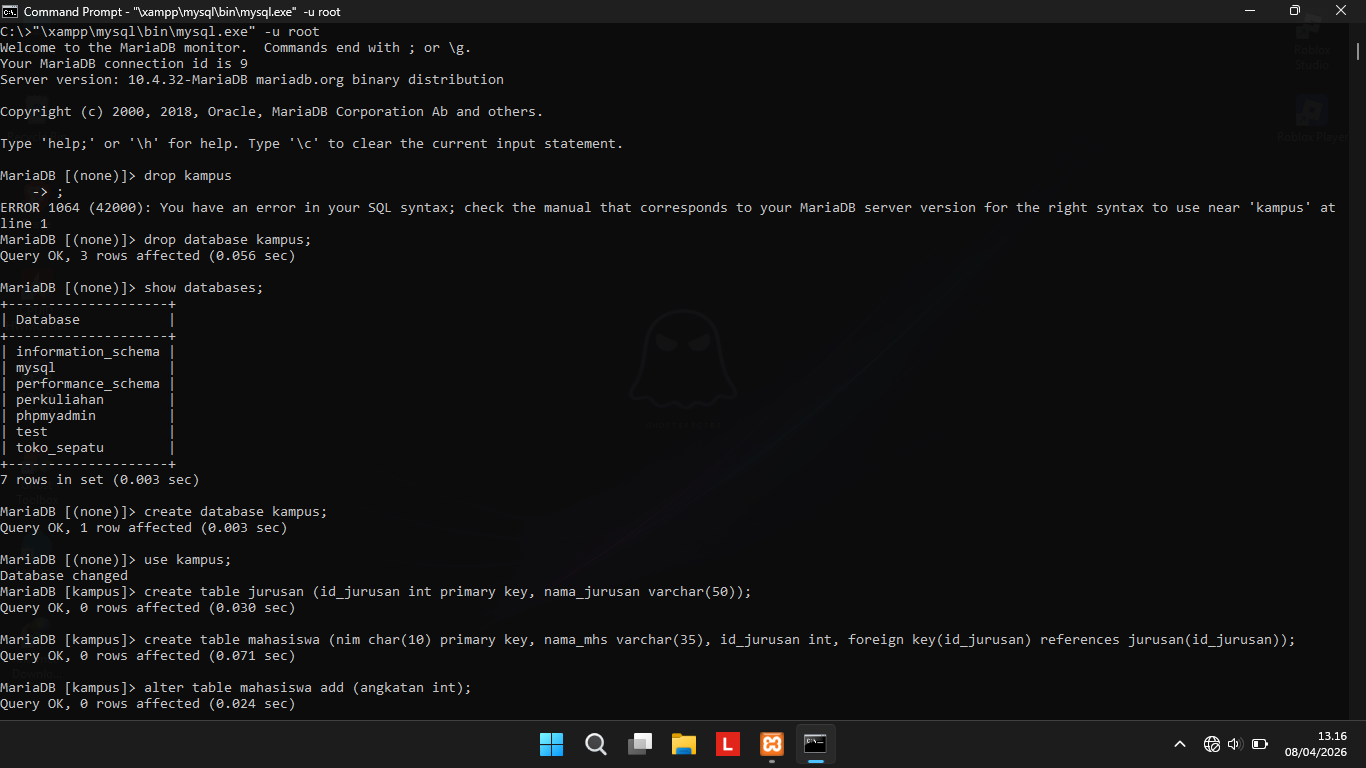 Command Prompt - "\xampp\mysql\bin\mysql.exe" -u root
C:\>"\xampp\mysql\bin\mysql.exe" -u root
Welcome to the MariaDB monitor.  Commands end with ; or \g.
Your MariaDB connection id is 9
Server version: 10.4.32-MariaDB mariadb.org binary distribution
Copyright (c) 2000, 2018, Oracle, MariaDB Corporation Ab and others.
Type 'help;' or '\h' for help. Type '\c' to clear the current input statement.
MariaDB [(none)]> drop kampus
    -> ;
ERROR 1064 (42000): You have an error in your SQL syntax; check the manual that corresponds to your MariaDB server version for the right syntax to use near 'kampus' at
line 1
MariaDB [(none)]> drop database kampus;
Query OK, 3 rows affected (0.056 sec)
MariaDB [(none)]> show databases;
+--------------------+
| Database           |
+--------------------+
| information_schema |
| mysql              |
| performance_schema |
| perkuliahan        |
| phpmyadmin         |
| test               |
| toko_sepatu        |
+--------------------+
7 rows in set (0.003 sec)
MariaDB [(none)]> create database kampus;
Query OK, 1 row affected (0.003 sec)
MariaDB [(none)]> use kampus;
Database changed
MariaDB [kampus]> create table jurusan (id_jurusan int primary key, nama_jurusan varchar(50));
Query OK, 0 rows affected (0.030 sec)
MariaDB [kampus]> create table mahasiswa (nim char(10) primary key, nama_mhs varchar(35), id_jurusan int, foreign key(id_jurusan) references jurusan(id_jurusan));
Query OK, 0 rows affected (0.071 sec)
MariaDB [kampus]> alter table mahasiswa add (angkatan int);
Query OK, 0 rows affected (0.024 sec)
Roblox
Studio
Roblox Player
L
13.16
08/04/2026